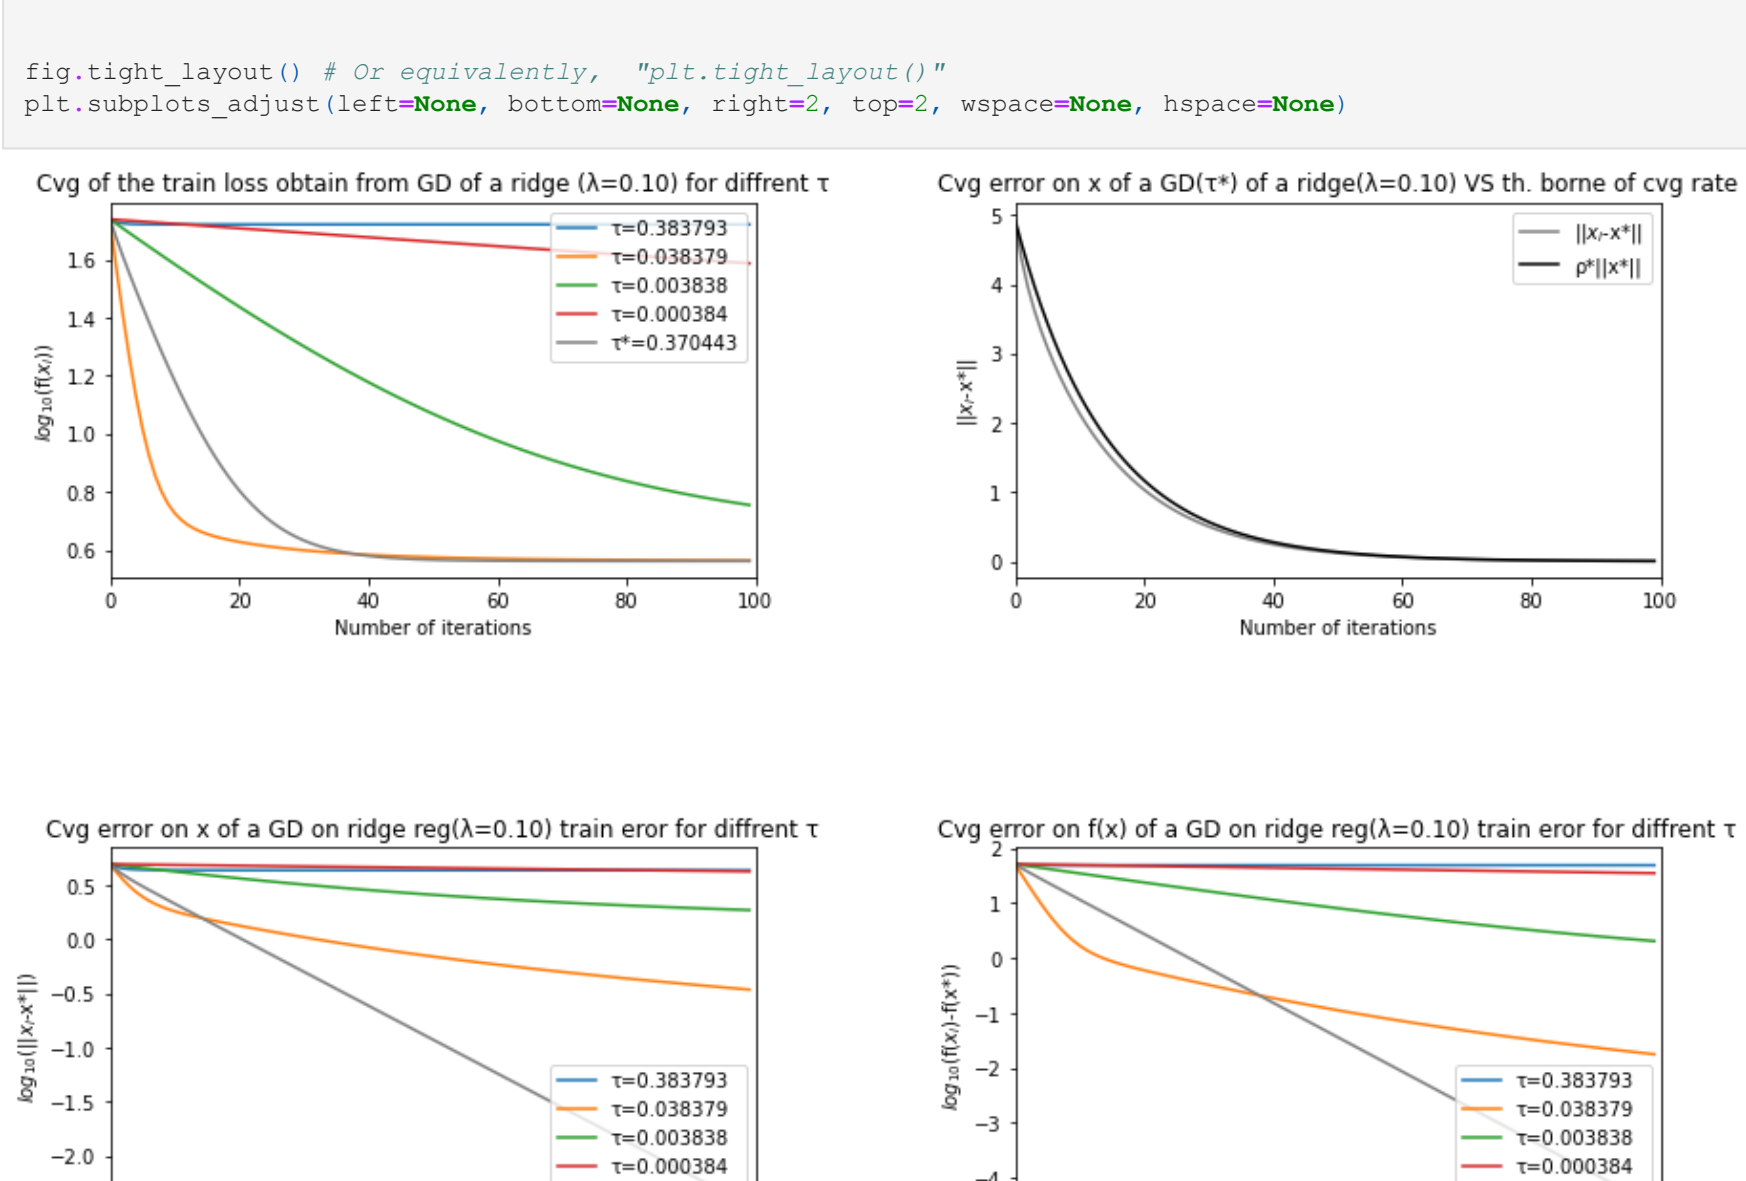 fig.tight_layout() # Or equivalently,  "plt.tight_layout()"
plt.subplots_adjust(left=None, bottom=None, right=2, top=2, wspace=None, hspace=None)
Cvg of the train loss obtain from GD of a ridge (λ=0.10) for diffrent τ
log₁₀(f(xₗ))
1.6
1.4
1.2
1.0
0.8
0.6
τ=0.383793
τ=0.038379
τ=0.003838
τ=0.000384
τ*=0.370443
0 20 40 60 80 100
Number of iterations
Cvg error on x of a GD(τ*) of a ridge(λ=0.10) VS th. borne of cvg rate
||xₗ-x*||
5
4
3
2
1
0
||xₗ-x*||
ρ*||x*||
0 20 40 60 80 100
Number of iterations
Cvg error on x of a GD on ridge reg(λ=0.10) train eror for diffrent τ
log₁₀(||xₗ-x*||)
0.5
0.0
−0.5
−1.0
−1.5
−2.0
τ=0.383793
τ=0.038379
τ=0.003838
τ=0.000384
Cvg error on f(x) of a GD on ridge reg(λ=0.10) train eror for diffrent τ
log₁₀(f(xₗ)-f(x*))
2
1
0
−1
−2
−3
−4
τ=0.383793
τ=0.038379
τ=0.003838
τ=0.000384